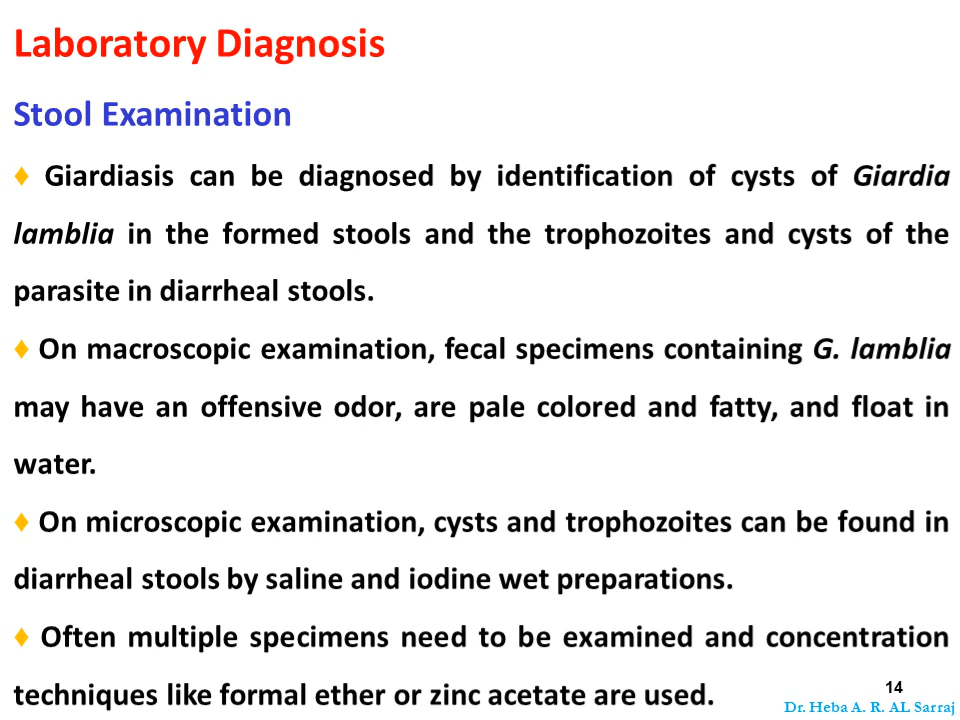 Laboratory Diagnosis
Stool Examination
♦ Giardiasis can be diagnosed by identification of cysts of Giardia
lamblia in the formed stools and the trophozoites and cysts of the
parasite in diarrheal stools.
♦ On macroscopic examination, fecal specimens containing G. lamblia
may have an offensive odor, are pale colored and fatty, and float in
water.
♦ On microscopic examination, cysts and trophozoites can be found in
diarrheal stools by saline and iodine wet preparations.
♦ Often multiple specimens need to be examined and concentration
techniques like formal ether or zinc acetate are used.
14
Dr. Heba A. R. AL Sarraj